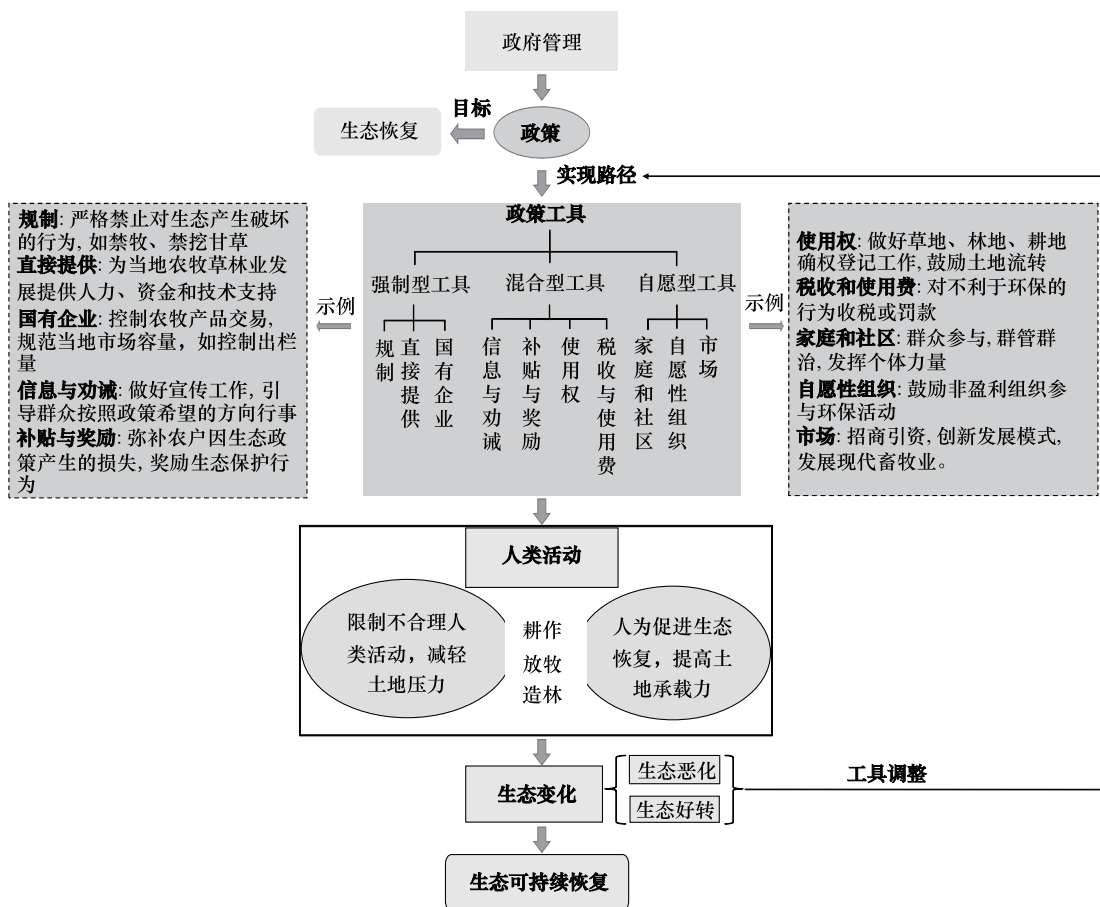 政府管理
目标
生态恢复
政策
实现路径
规制: 严格禁止对生态产生破坏
的行为, 如禁牧、禁挖甘草
直接提供: 为当地农牧草林业发
展提供人力、资金和技术支持
国有企业: 控制农牧产品交易,
规范当地市场容量，如控制出栏
量
信息与劝诫: 做好宣传工作, 引
导群众按照政策希望的方向行事
补贴与奖励: 弥补农户因生态政
策产生的损失, 奖励生态保护行
为
示例
政策工具
强制型工具
混合型工具
自愿型工具
规制
直接提供
国有企业
信息与劝诫
补贴与奖励
使用权
税收与使用费
家庭和社区
自愿性组织
市场
示例
使用权: 做好草地、林地、耕地
确权登记工作, 鼓励土地流转
税收和使用费: 对不利于环保的
行为收税或罚款
家庭和社区: 群众参与, 群管群
治, 发挥个体力量
自愿性组织: 鼓励非盈利组织参
与环保活动
市场: 招商引资, 创新发展模式,
发展现代畜牧业。
人类活动
限制不合理人
类活动，减轻
土地压力
耕作
放牧
造林
人为促进生态
恢复，提高土
地承载力
生态变化
生态恶化
生态好转
工具调整
生态可持续恢复